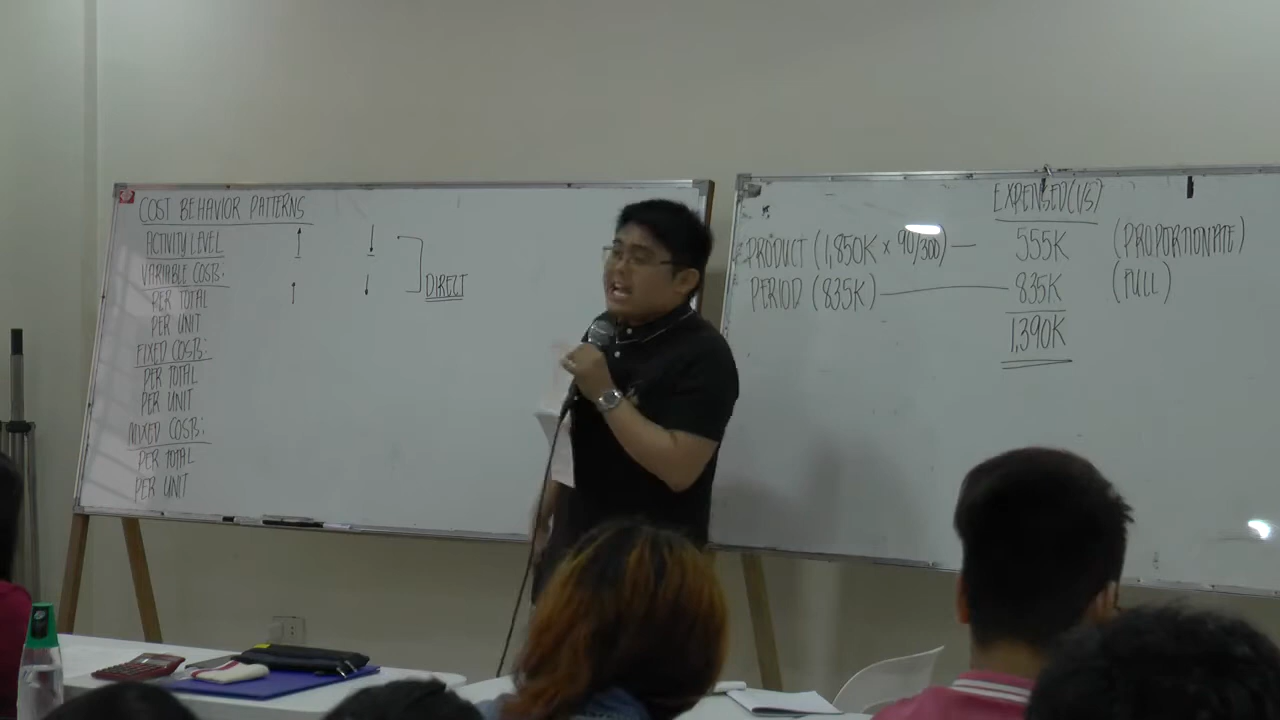 COST BEHAVIOR PATTERNS
ACTIVITY LEVEL ↑ ↓
VARIABLE COSTS:
PER TOTAL ↑ ↓ DIRECT
PER UNIT
FIXED COSTS:
PER TOTAL
PER UNIT
MIXED COSTS:
PER TOTAL
PER UNIT
EXPENSED (I/S)
PRODUCT (1,850K × 90/300) — 555K (PROPORTIONATE)
PERIOD (835K) — 835K (FULL)
1,390K